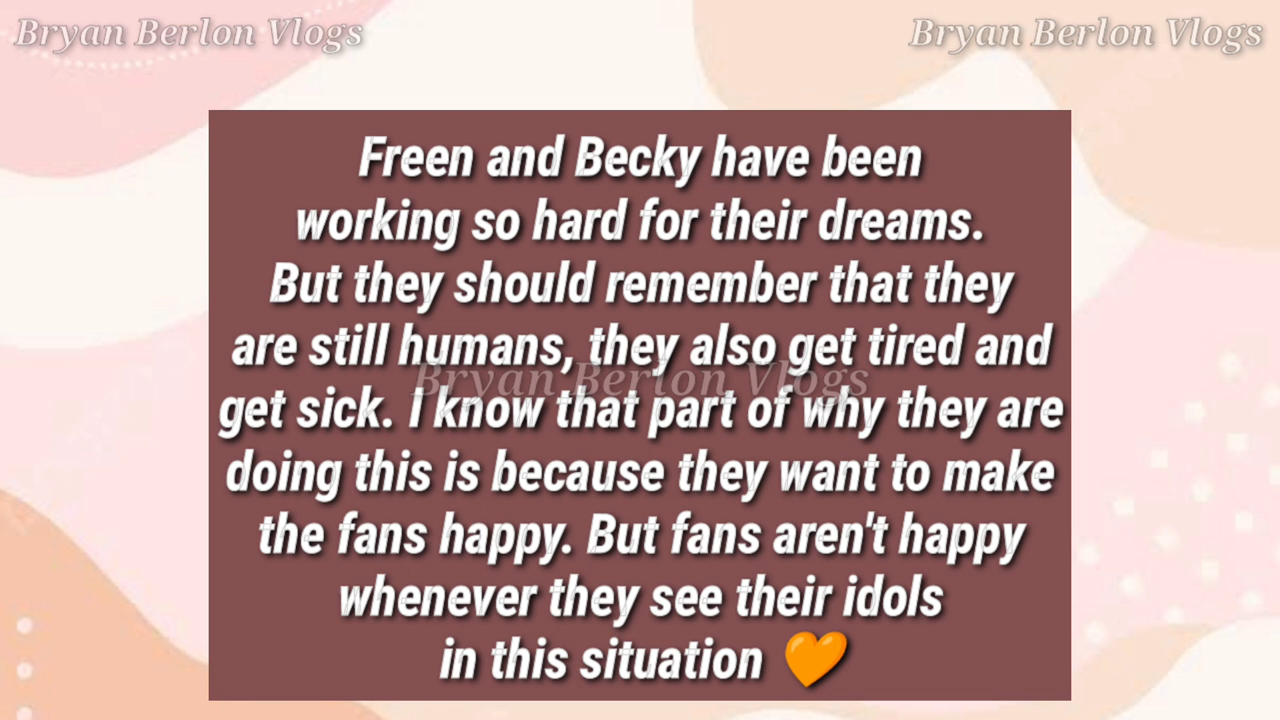 Bryan Berlon Vlogs
Bryan Berlon Vlogs
Freen and Becky have been
working so hard for their dreams.
But they should remember that they
are still humans, they also get tired and
Bryan Berlon Vlogs
get sick. I know that part of why they are
doing this is because they want to make
the fans happy. But fans aren't happy
whenever they see their idols
in this situation 🧡